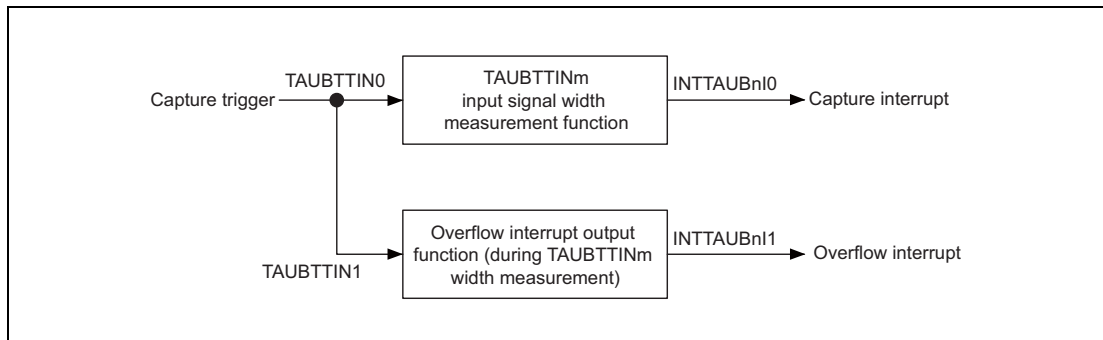 TAUBTTIN0
Capture trigger
TAUBTTINm
input signal width
measurement function
INTTAUBnI0
Capture interrupt
TAUBTTIN1
Overflow interrupt output
function (during TAUBTTINm
width measurement)
INTTAUBnI1
Overflow interrupt